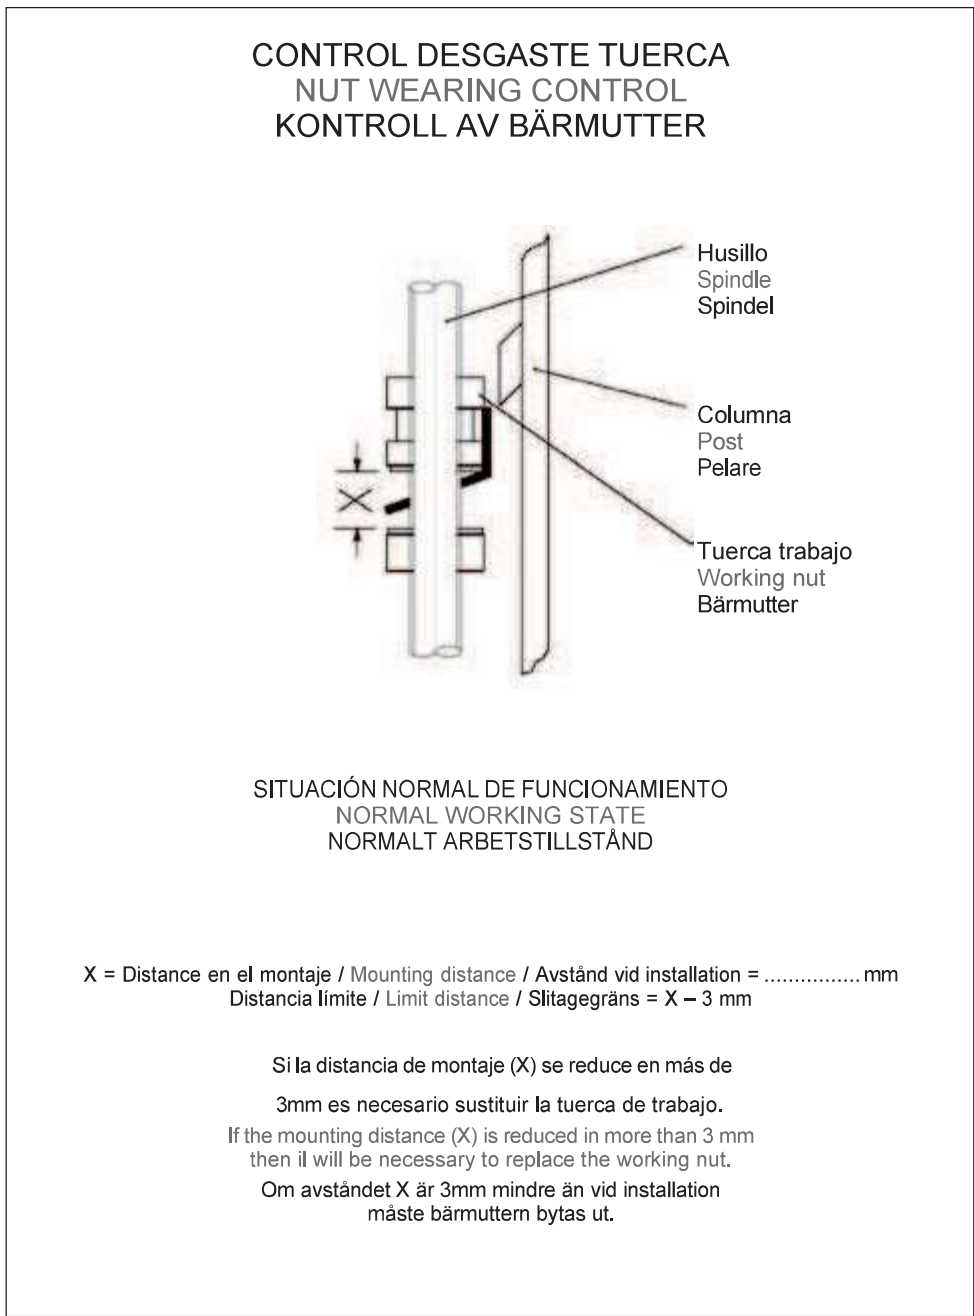 CONTROL DESGASTE TUERCA
NUT WEARING CONTROL
KONTROLL AV BÄRMUTTER
Husillo
Spindle
Spindel
Columna
Post
Pelare
X
Tuerca trabajo
Working nut
Bärmutter
SITUACIÓN NORMAL DE FUNCIONAMIENTO
NORMAL WORKING STATE
NORMALT ARBETSTILLSTÅND
X = Distance en el montaje / Mounting distance / Avstånd vid installation = ................ mm
Distancia límite / Limit distance / Slitagegräns = X – 3 mm
Si la distancia de montaje (X) se reduce en más de
3mm es necesario sustituir la tuerca de trabajo.
If the mounting distance (X) is reduced in more than 3 mm
then il will be necessary to replace the working nut.
Om avståndet X är 3mm mindre än vid installation
måste bärmuttern bytas ut.